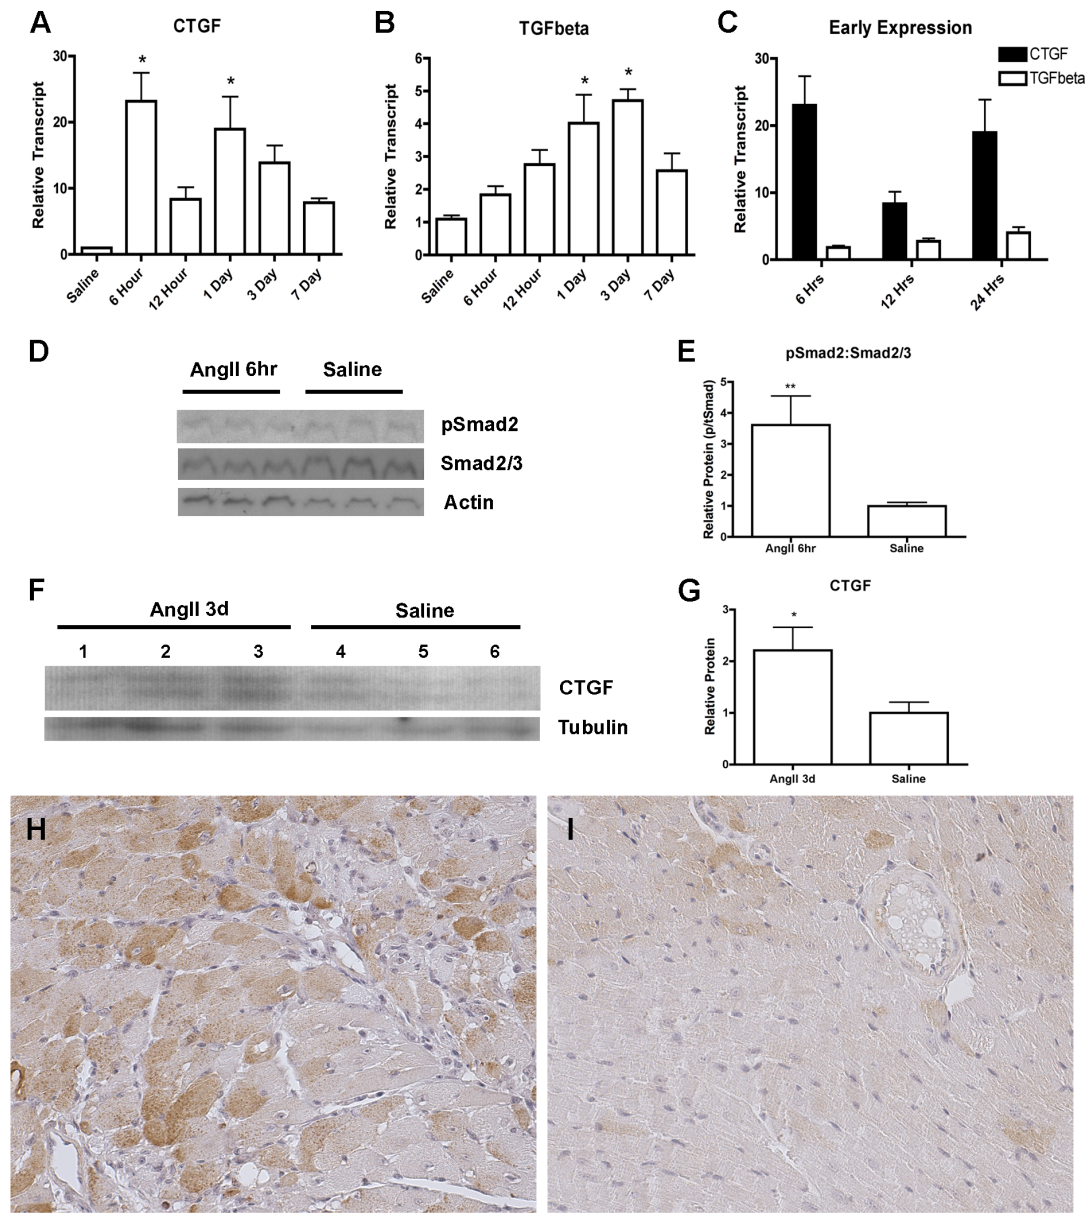 A
CTGF
Relative Transcript
30
20
10
0
Saline
6 Hour
12 Hour
1 Day
3 Day
7 Day
*
*
B
TGFbeta
Relative Transcript
6
5
4
3
2
1
0
Saline
6 Hour
12 Hour
1 Day
3 Day
7 Day
*
*
C
Early Expression
CTGF
TGFbeta
Relative Transcript
30
20
10
0
6 Hrs
12 Hrs
24 Hrs
D
AngII 6hr Saline
pSmad2
Smad2/3
Actin
E
pSmad2:Smad2/3
Relative Protein (p/tSmad)
5
4
3
2
1
0
**
AngII 6hr Saline
F
AngII 3d Saline
1 2 3 4 5 6
CTGF
Tubulin
G
CTGF
Relative Protein
3
2
1
0
*
AngII 3d Saline
H
I